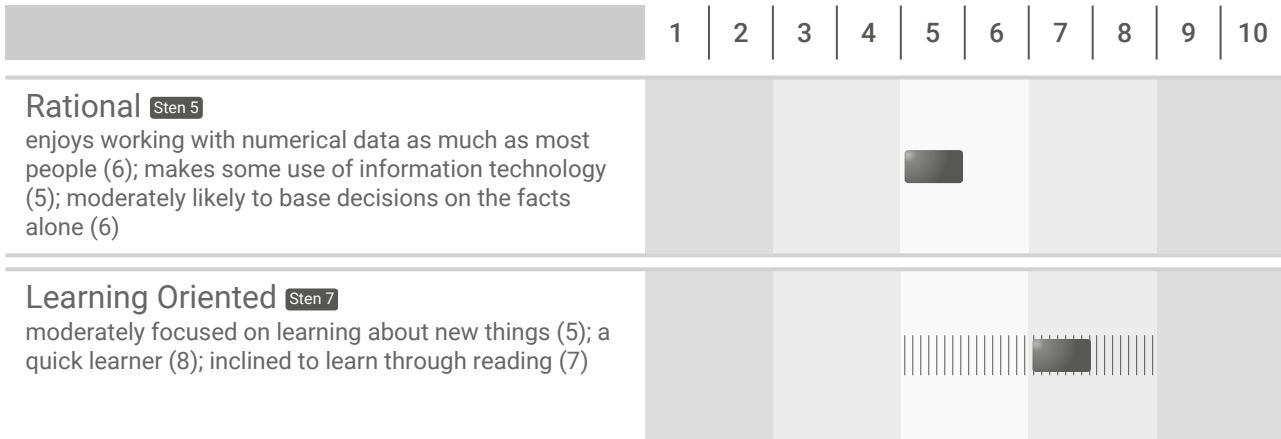 1 2 3 4 5 6 7 8 9 10
Rational Sten 5
enjoys working with numerical data as much as most
people (6); makes some use of information technology
(5); moderately likely to base decisions on the facts
alone (6)
Learning Oriented Sten 7
moderately focused on learning about new things (5); a
quick learner (8); inclined to learn through reading (7)